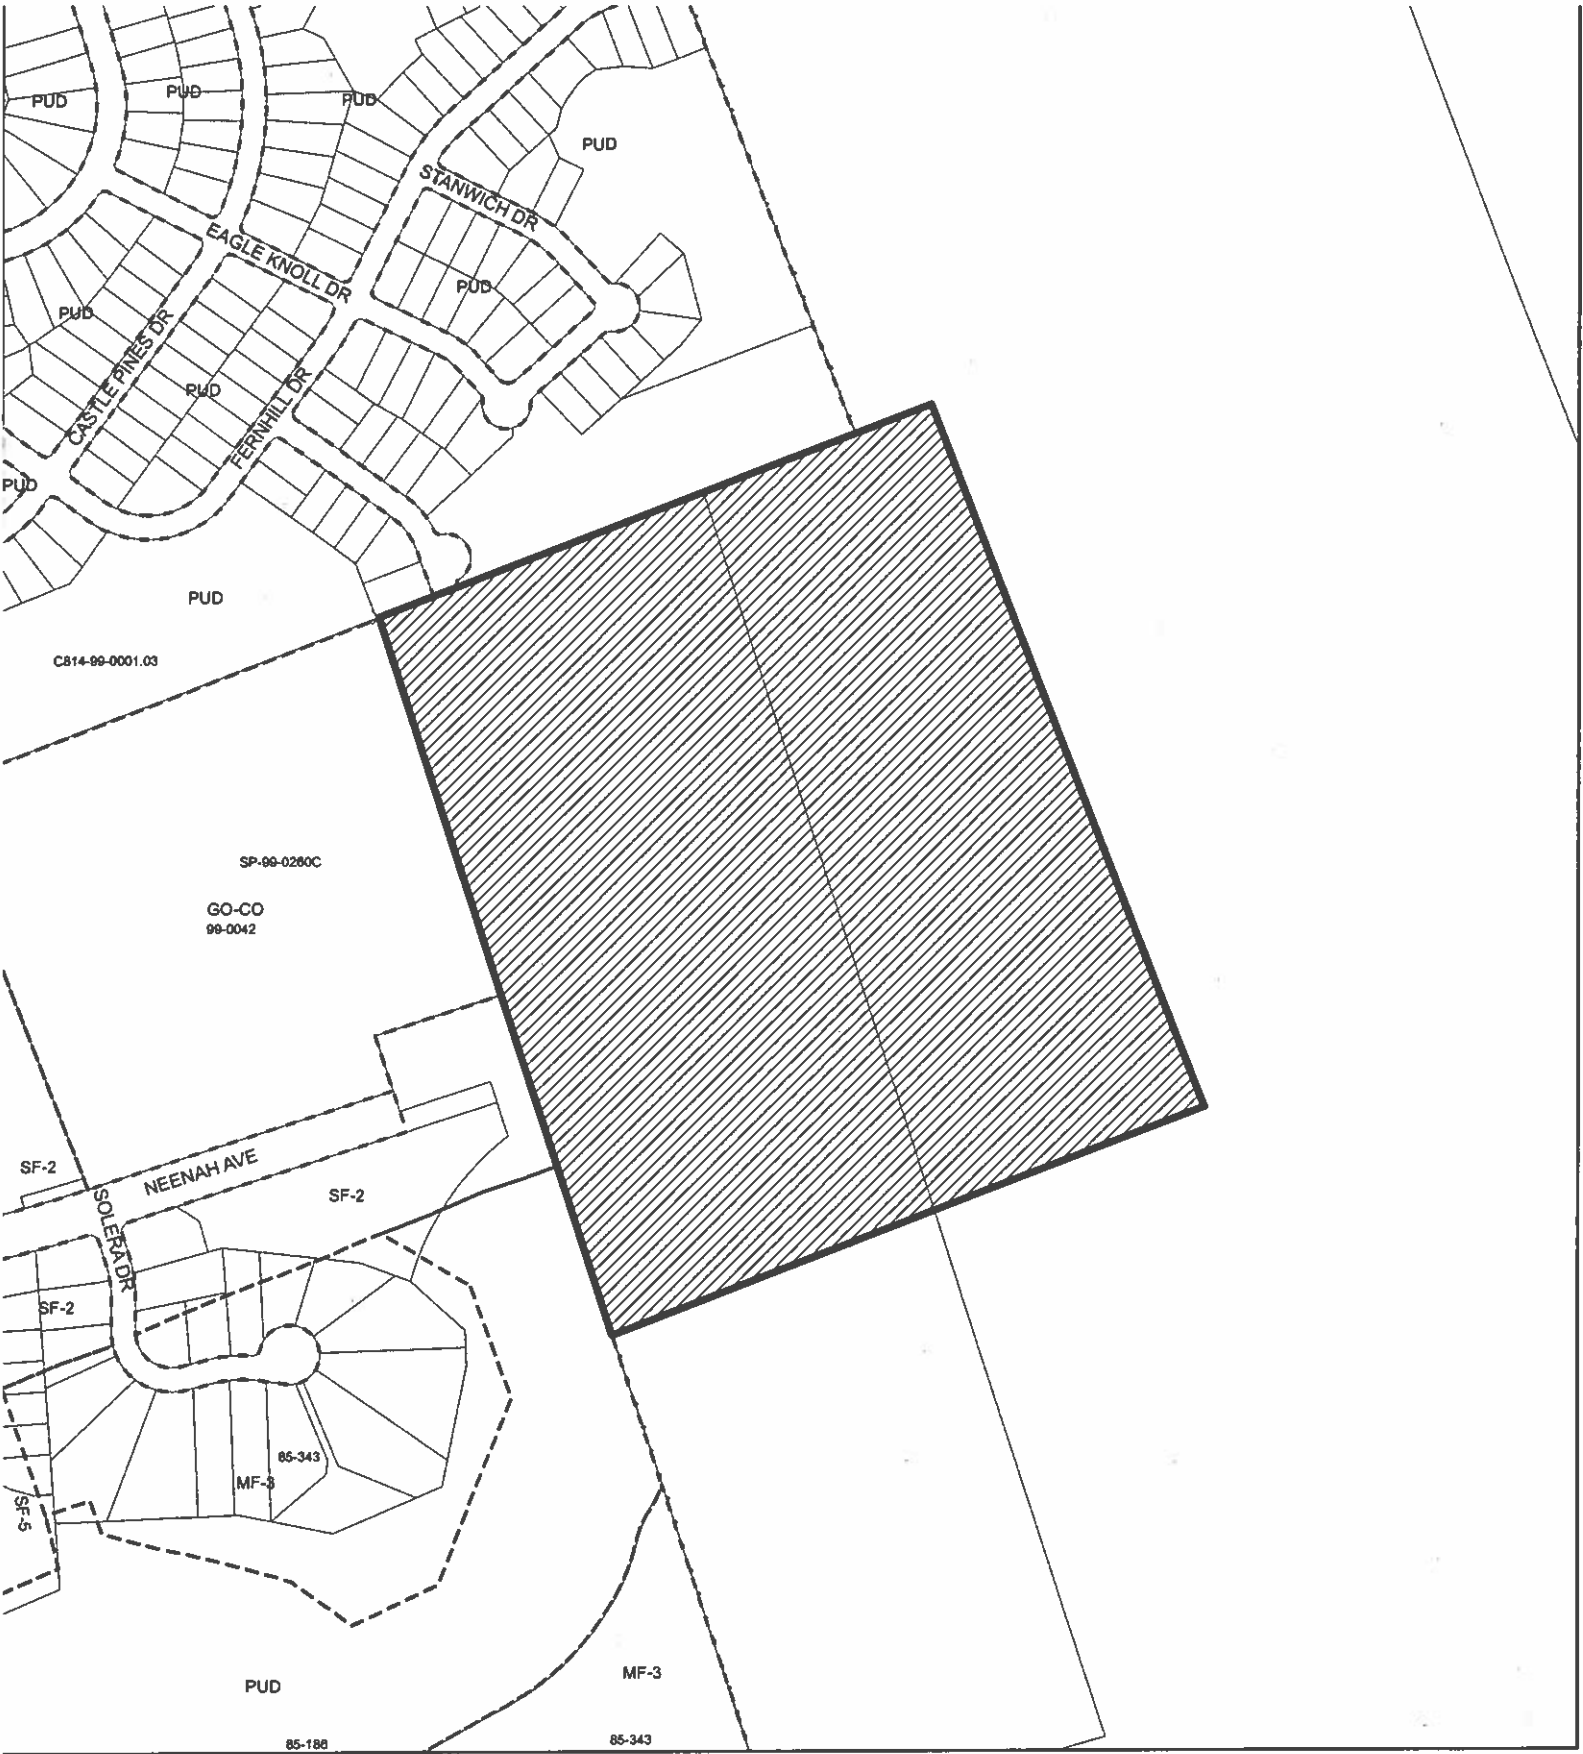 PUD
PUD
PUD
PUD
STANWICH DR
EAGLE KNOLL DR
PUD
PUD
CASTLE PINES DR
PUD
FERNHILL DR
PUD
PUD
C814-99-0001.03
SP-99-0260C
GO-CO
99-0042
SF-2
NEENAH AVE
SF-2
SOLERA DR
SF-2
85-343
MF-3
SF-5
MF-3
PUD
85-343
85-186